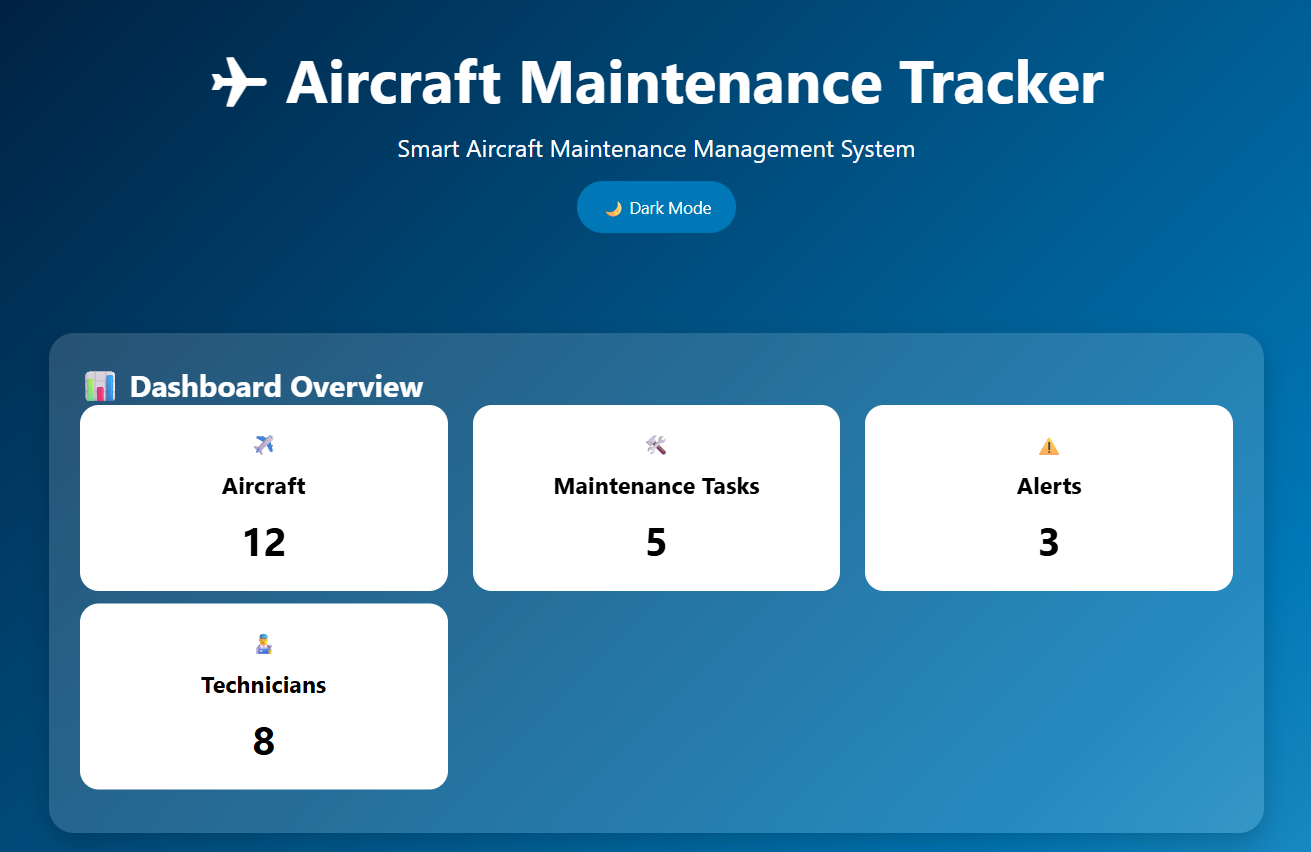 ✈ Aircraft Maintenance Tracker
Smart Aircraft Maintenance Management System
🌙 Dark Mode
📊 Dashboard Overview
✈️
Aircraft
12
🛠️
Maintenance Tasks
5
⚠️
Alerts
3
👨‍🔧
Technicians
8